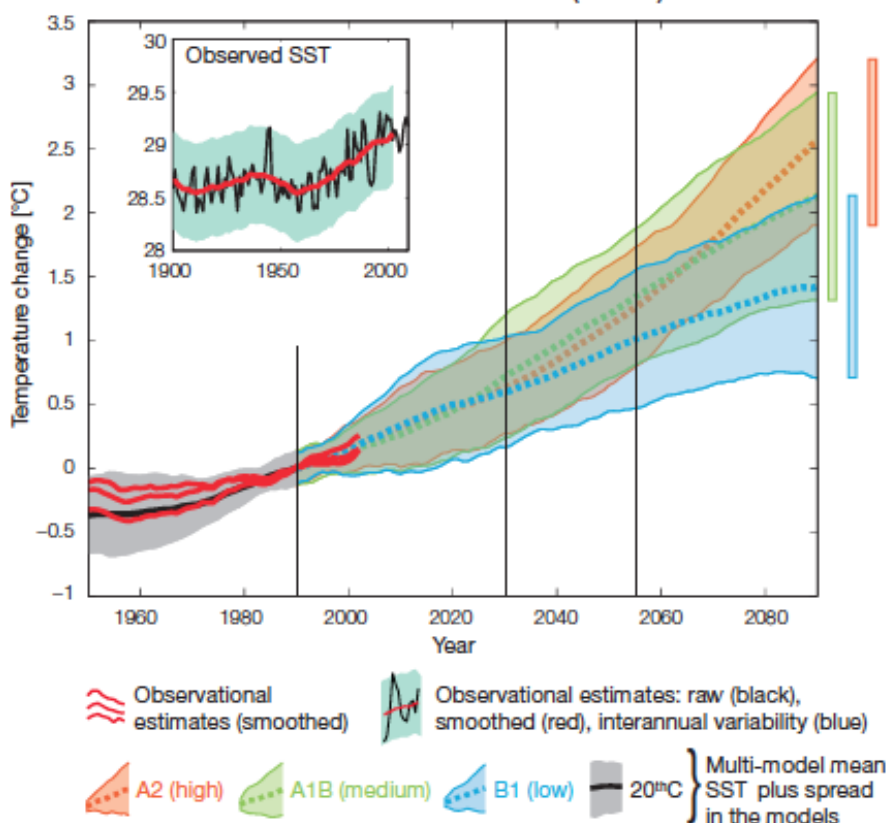 3.5
3
2.5
2
1.5
1
0.5
0
–0.5
–1
Temperature change [°C]
30
29.5
29
28.5
28
Observed SST
1900
1950
2000
1960
1980
2000
2020
2040
2060
2080
Year
Observational
estimates (smoothed)
Observational estimates: raw (black),
smoothed (red), interannual variability (blue)
A2 (high)
A1B (medium)
B1 (low)
20thC
Multi-model mean
SST plus spread
in the models